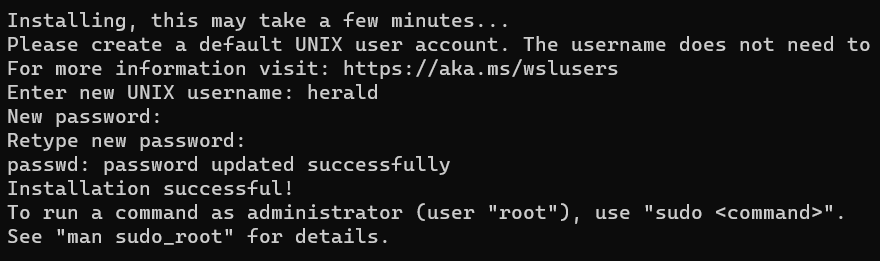 Installing, this may take a few minutes...
Please create a default UNIX user account. The username does not need to
For more information visit: https://aka.ms/wslusers
Enter new UNIX username: herald
New password:
Retype new password:
passwd: password updated successfully
Installation successful!
To run a command as administrator (user "root"), use "sudo <command>".
See "man sudo_root" for details.